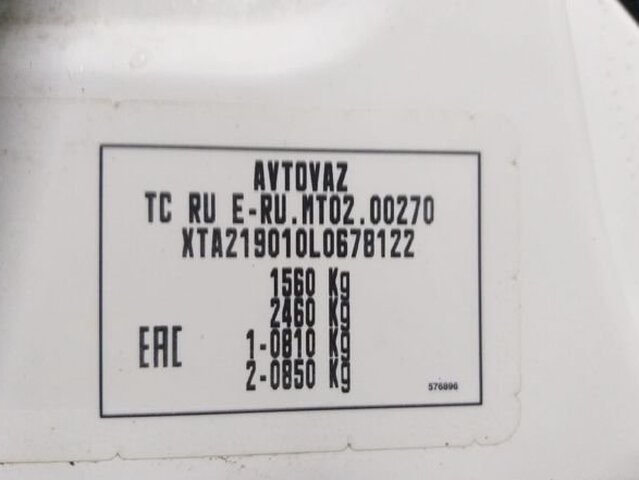 AVTOVAZ
TC RU E-RU.MT02.00270
XTA219010L0678122
1560 Kg
2460 Kg
1-0810 Kg
2-0850 Kg
EAC
576896